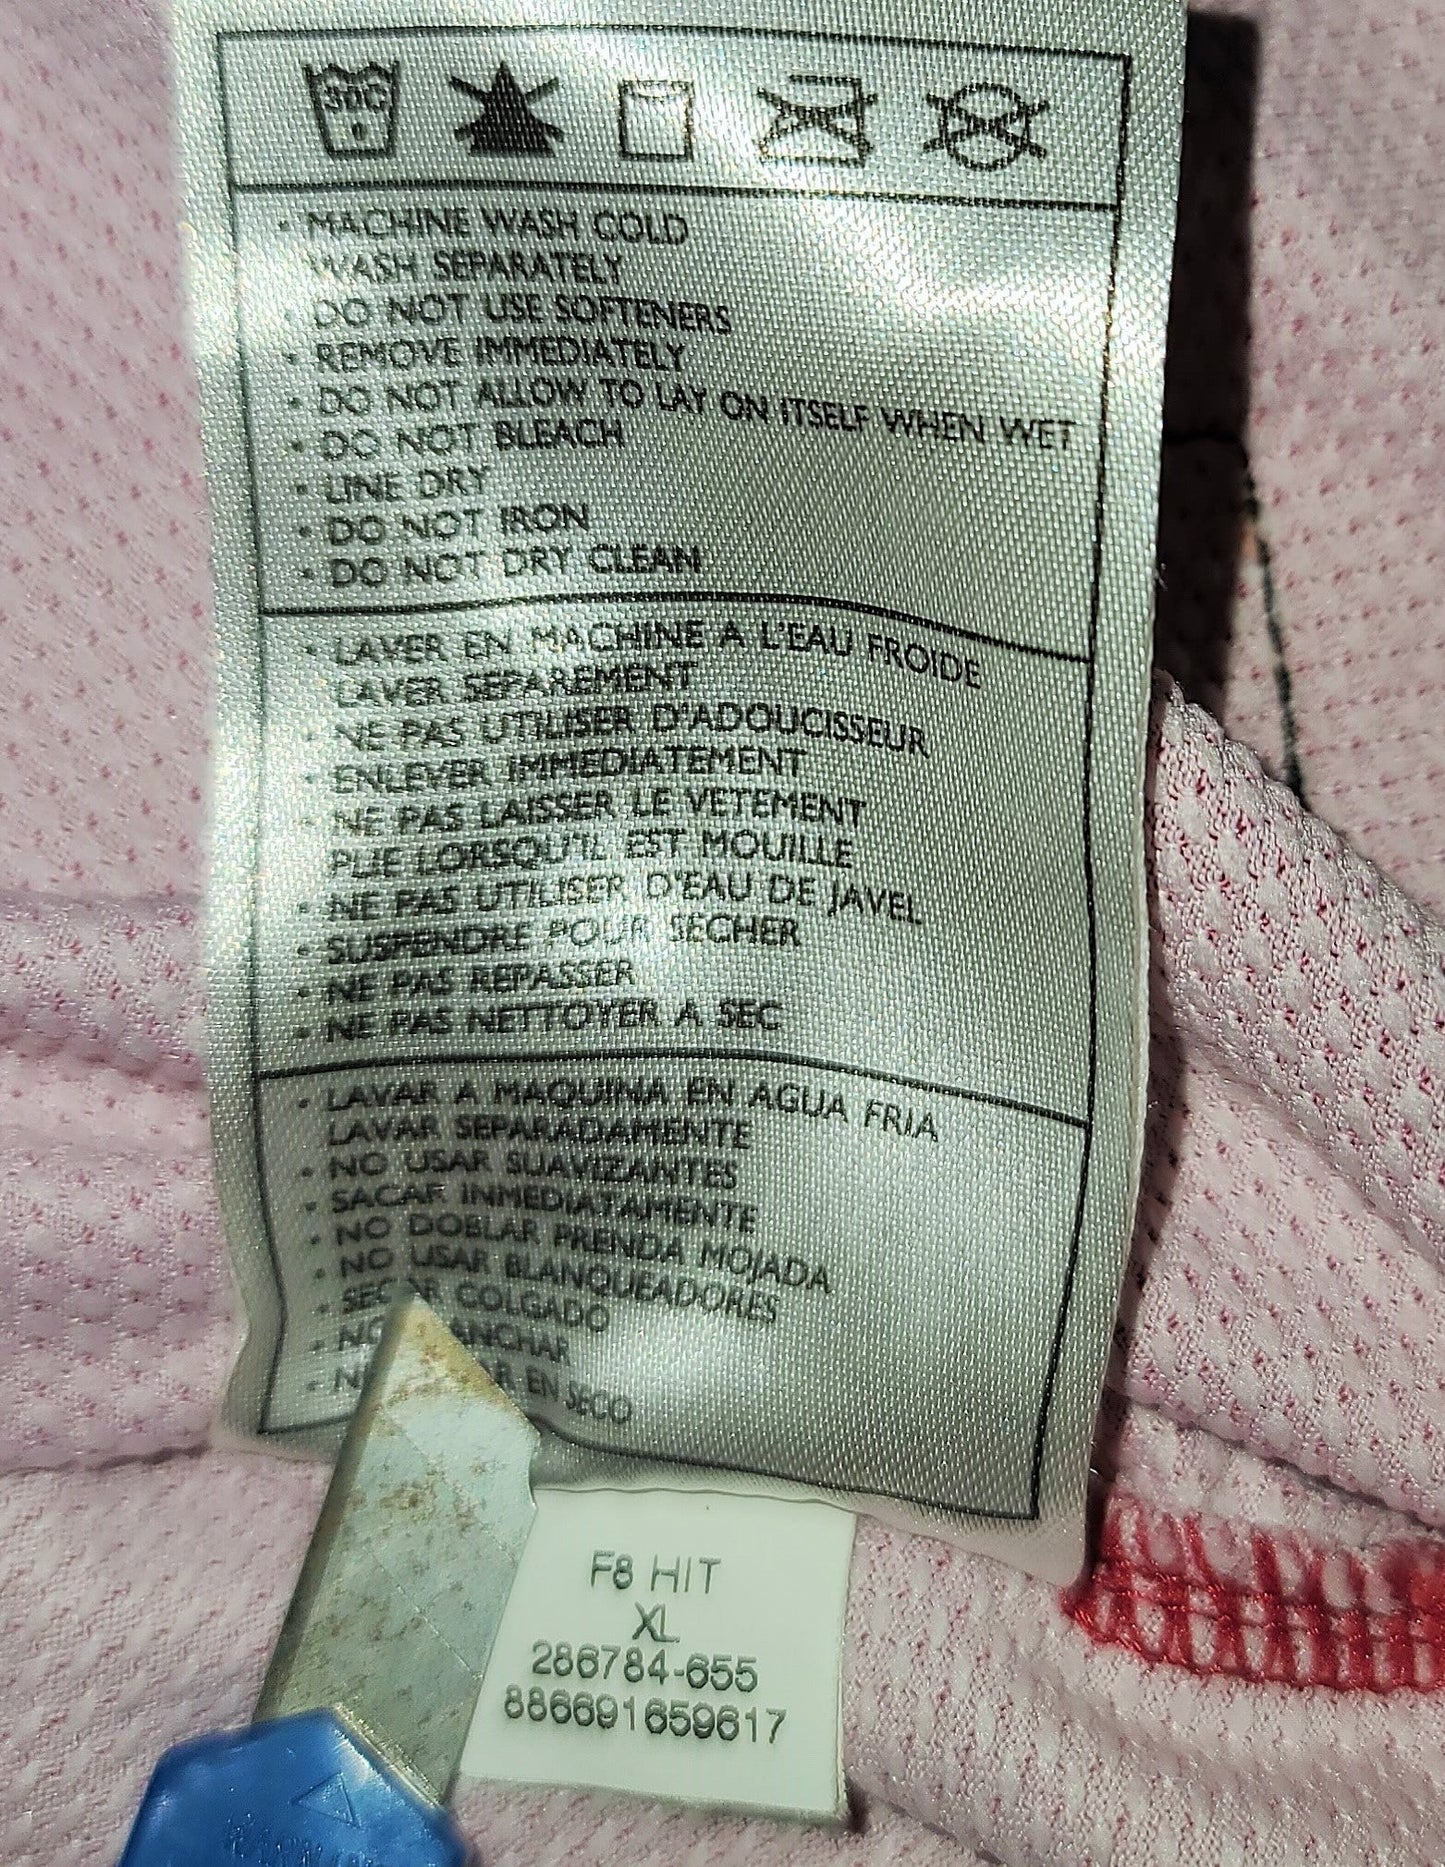 30C
• MACHINE WASH COLD
WASH SEPARATELY
• DO NOT USE SOFTENERS
• REMOVE IMMEDIATELY
• DO NOT ALLOW TO LAY ON ITSELF WHEN WET
• DO NOT BLEACH
• LINE DRY
• DO NOT IRON
• DO NOT DRY CLEAN
• LAVER EN MACHINE A L'EAU FROIDE
LAVER SEPAREMENT
• NE PAS UTILISER D'ADOUCISSEUR
• ENLEVER IMMEDIATEMENT
• NE PAS LAISSER LE VETEMENT
PLIE LORSQU'IL EST MOUILLE
• NE PAS UTILISER D'EAU DE JAVEL
• SUSPENDRE POUR SECHER
• NE PAS REPASSER
• NE PAS NETTOYER A SEC
• LAVAR A MAQUINA EN AGUA FRIA
LAVAR SEPARADAMENTE
• NO USAR SUAVIZANTES
• SACAR INMEDIATAMENTE
• NO DOBLAR PRENDA MOJADA
• NO USAR BLANQUEADORES
• SECAR COLGADO
• NO
• EN SECO
F8 HIT
XL
286784-655
886691659617